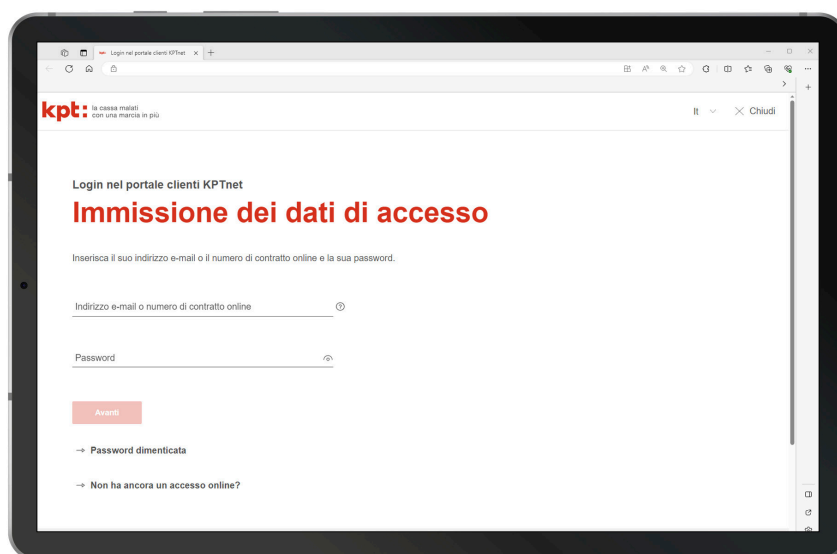 Login nel portale clienti KPTnet
kpt:
la cassa malati
con una marcia in più
It
Chiudi
Login nel portale clienti KPTnet
Immissione dei dati di accesso
Inserisca il suo indirizzo e-mail o il numero di contratto online e la sua password.
Indirizzo e-mail o numero di contratto online
Password
Avanti
Password dimenticata
Non ha ancora un accesso online?